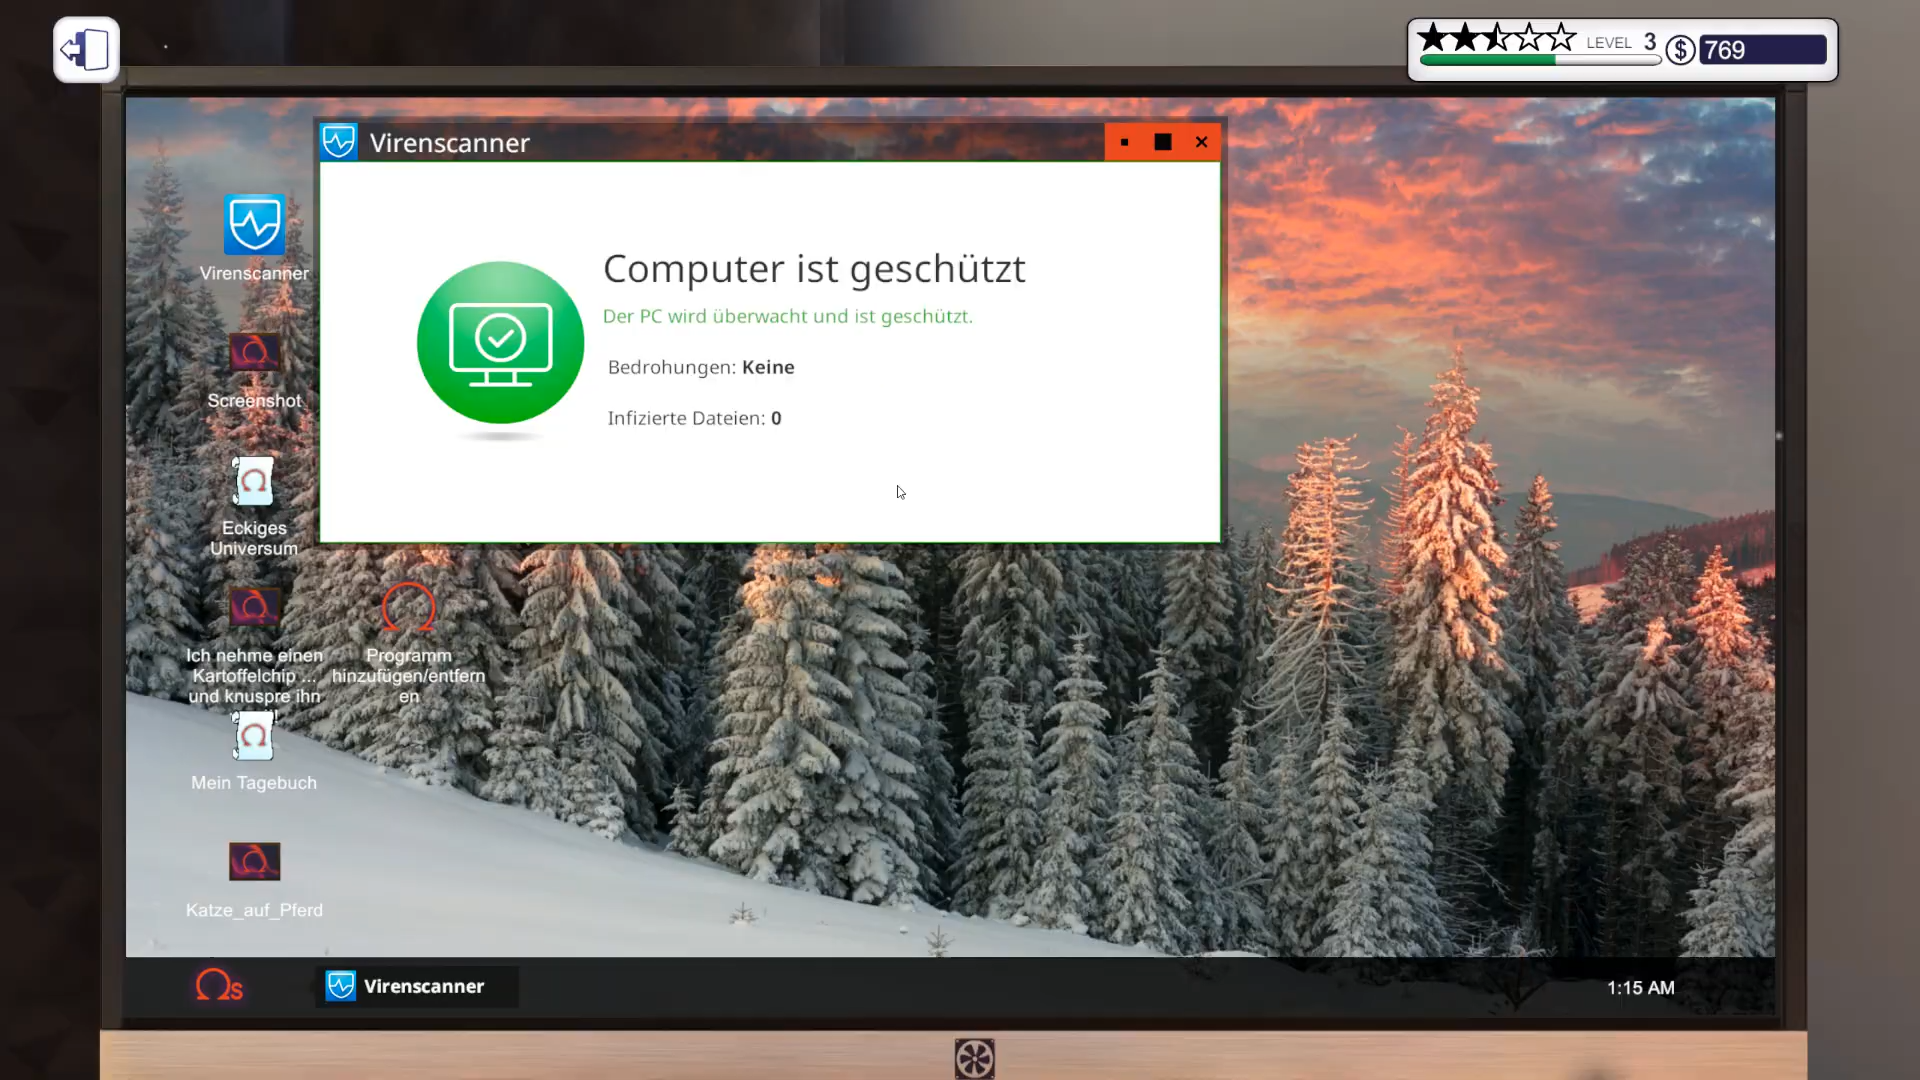 LEVEL 3
769
Virenscanner
Computer ist geschützt
Der PC wird überwacht und ist geschützt.
Bedrohungen: Keine
Infizierte Dateien: 0
Virenscanner
Screenshot
Eckiges
Universum
Ich nehme einen
Kartoffelchip ...
und knuspre ihn
Programm
hinzufügen/entfern
en
Mein Tagebuch
Katze_auf_Pferd
Ωs
Virenscanner
1:15 AM